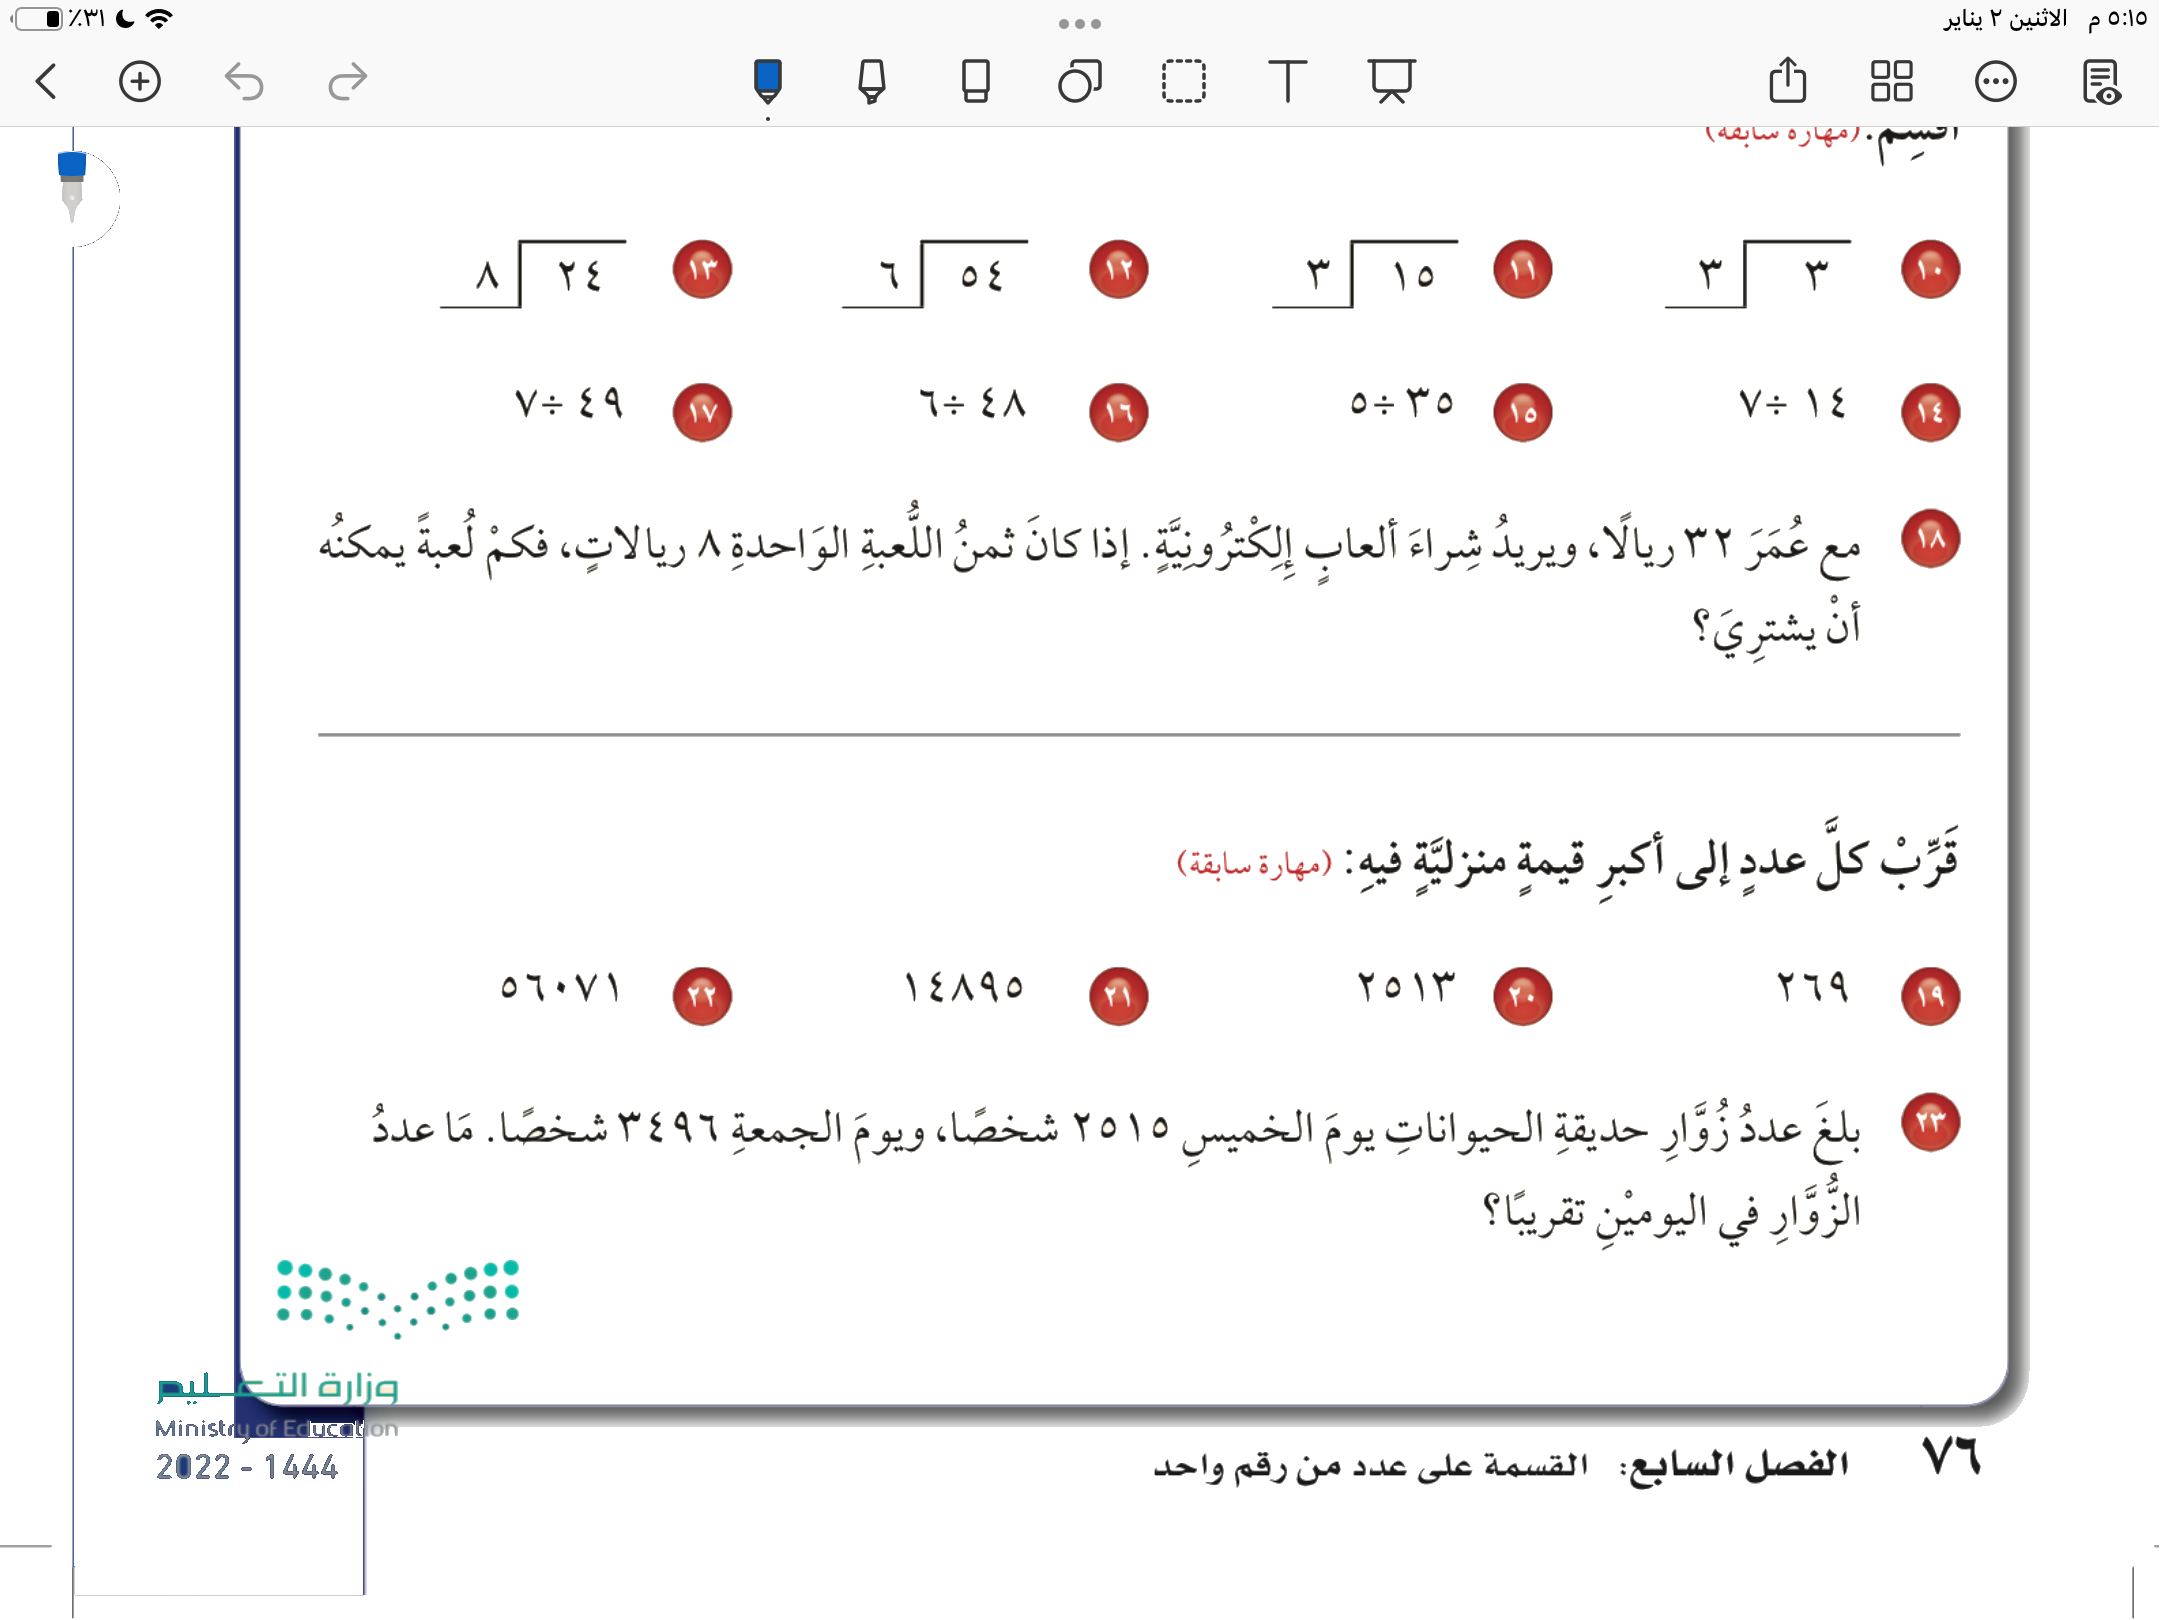 ٥:١٥ م الاثنين ٢ يناير
٪٣١
اقسِم. (مهارة سابقة)
١٠ ٣ ٣ ١١ ١٥ ٣ ١٢ ٥٤ ٦ ١٣ ٢٤ ٨
١٤ ١٤ ÷ ٧ ١٥ ٣٥ ÷ ٥ ١٦ ٤٨ ÷ ٦ ١٧ ٤٩ ÷ ٧
١٨ مع عُمَرَ ٣٢ ريالًا، ويريدُ شِراءَ ألعابٍ إِلِكْترُونِيَّةٍ. إذا كانَ ثمنُ اللُّعبةِ الوَاحدةِ ٨ ريالاتٍ، فكمْ لُعبةً يمكنُه
أنْ يشترِيَ؟
قَرِّبْ كلَّ عددٍ إلى أكبرِ قيمةٍ منزليَّةٍ فيهِ: (مهارة سابقة)
١٩ ٢٦٩ ٢٠ ٢٥١٣ ٢١ ١٤٨٩٥ ٢٢ ٥٦٠٧١
٢٣ بلغَ عددُ زُوَّارِ حديقةِ الحيواناتِ يومَ الخميسِ ٢٥١٥ شخصًا، ويومَ الجمعةِ ٣٤٩٦ شخصًا. مَا عددُ
الزُّوَّارِ في اليوميْنِ تقريبًا؟
وزارة التعليم
Ministry of Education
2022 - 1444
٧٦ الفصل السابع: القسمة على عدد من رقم واحد